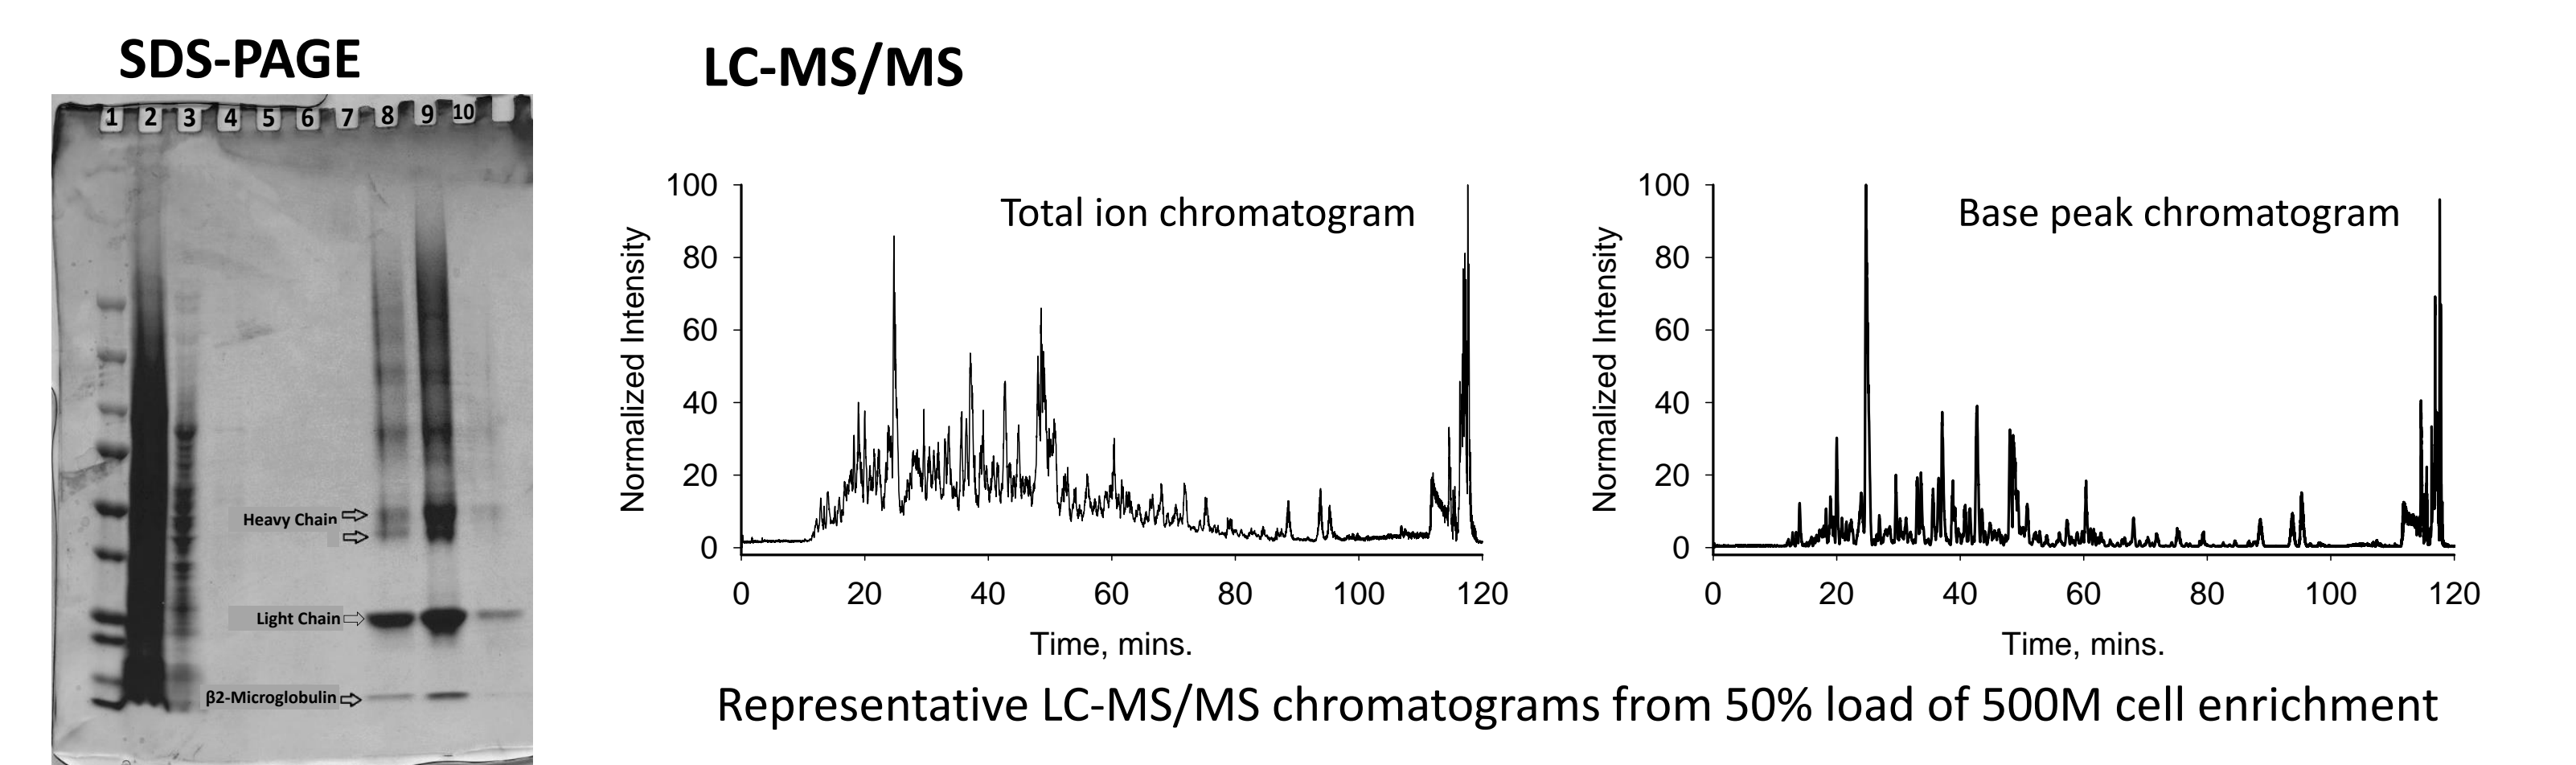 SDS-PAGE
1 2 3 4 5 6 7 8 9 10
Heavy Chain
Light Chain
β2-Microglobulin
LC-MS/MS
Total ion chromatogram
Normalized Intensity
100
80
60
40
20
0
0 20 40 60 80 100 120
Time, mins.
Base peak chromatogram
Normalized Intensity
100
80
60
40
20
0
0 20 40 60 80 100 120
Time, mins.
Representative LC-MS/MS chromatograms from 50% load of 500M cell enrichment